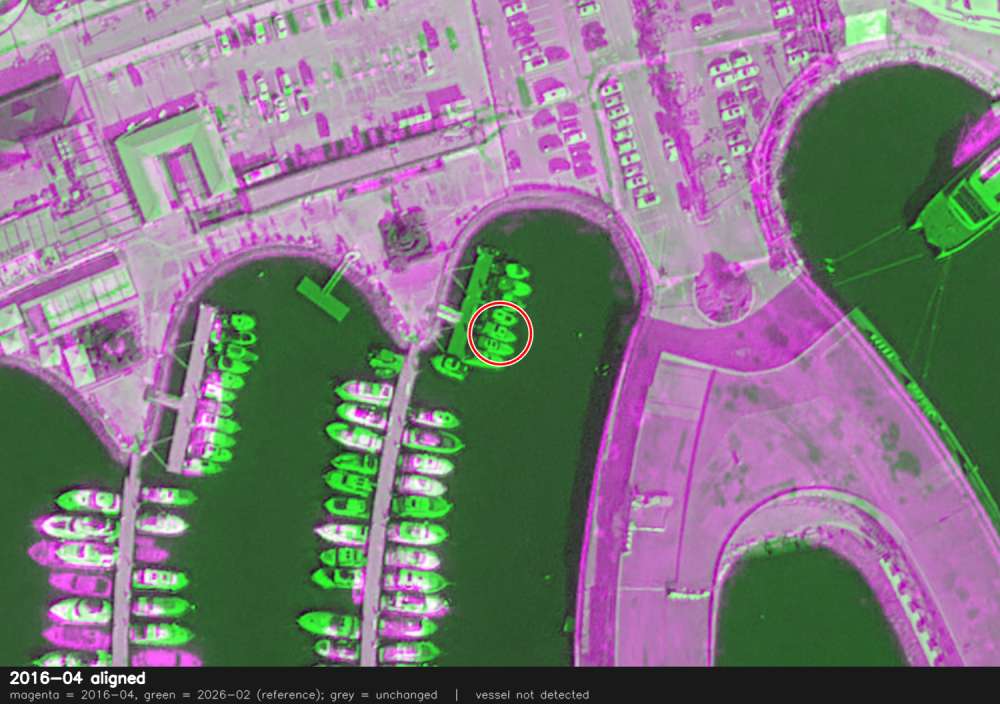 2016-04 aligned
magenta = 2016-04, green = 2026-02 (reference); grey = unchanged | vessel not detected